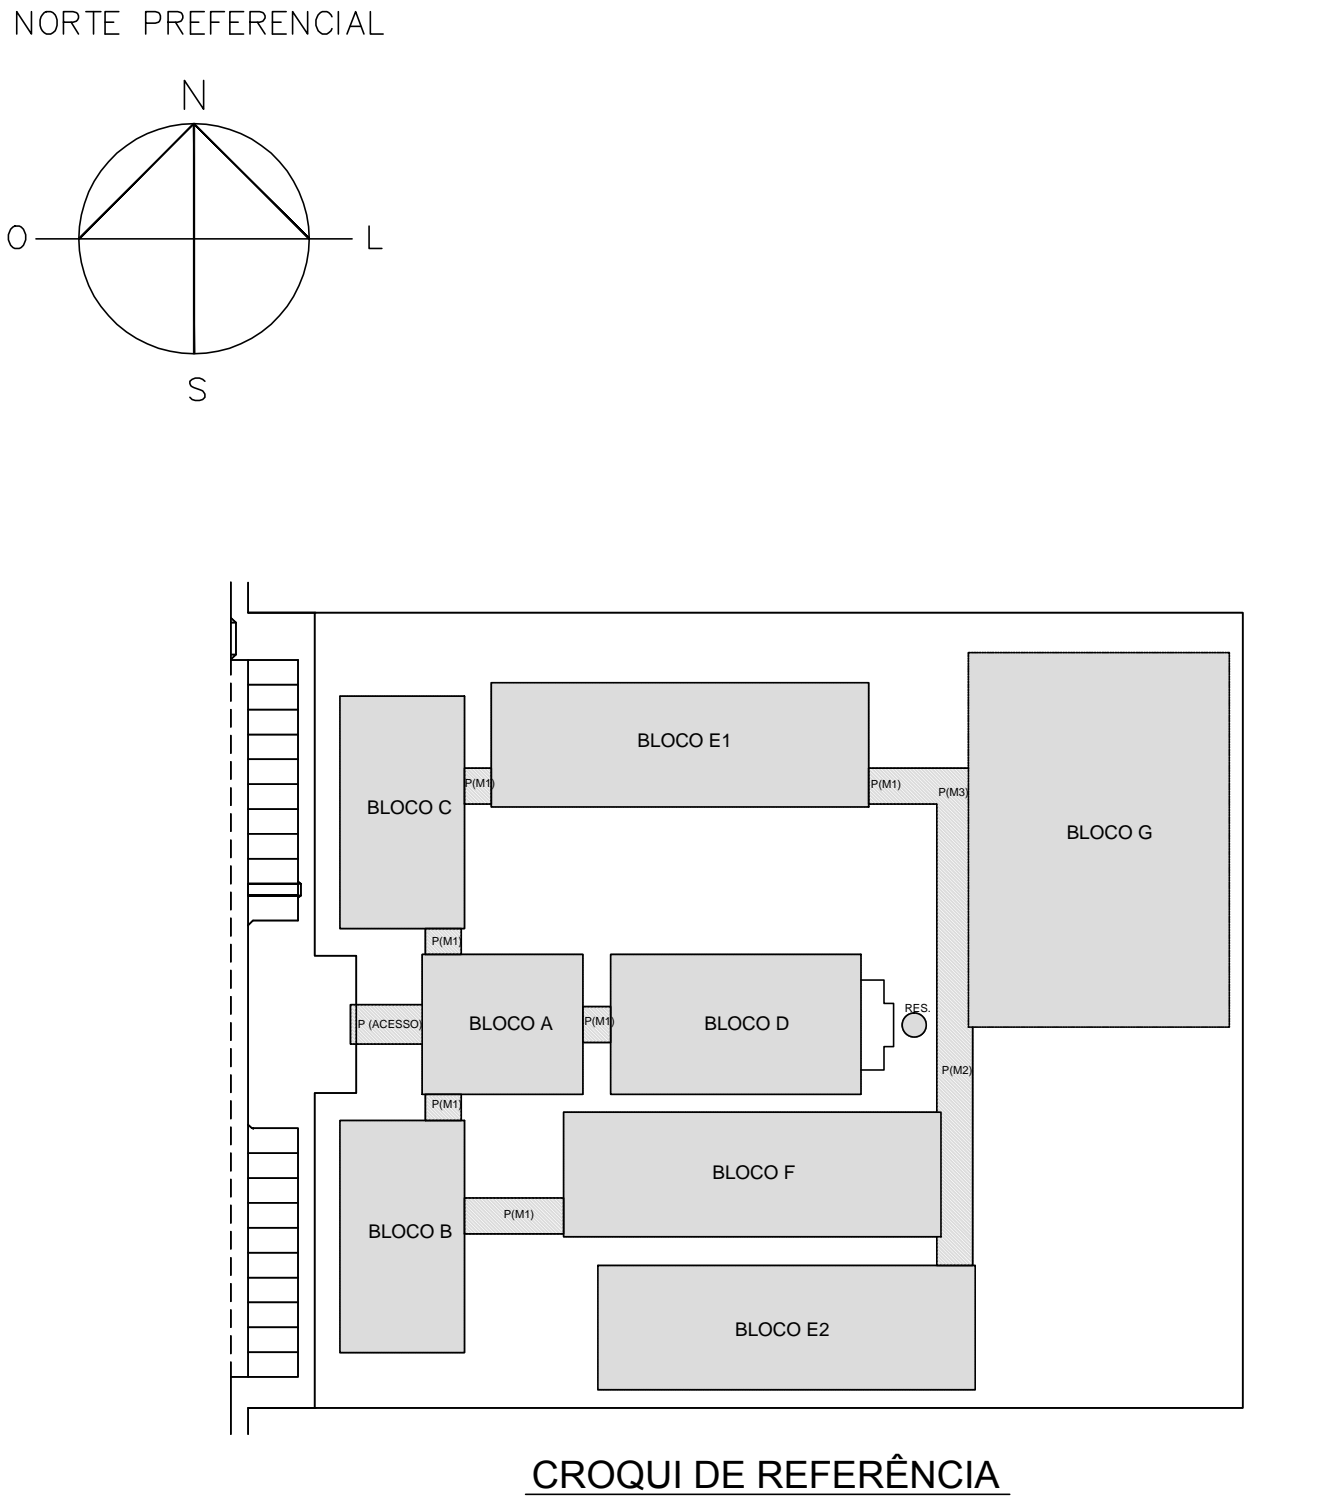 NORTE PREFERENCIAL
N
O
L
S
BLOCO E1
P(M1)
P(M1)
P(M3)
BLOCO C
BLOCO G
P(M1)
RES.
P (ACESSO)
BLOCO A
P(M1)
BLOCO D
P(M2)
P(M1)
BLOCO F
P(M1)
BLOCO B
BLOCO E2
CROQUI DE REFERÊNCIA